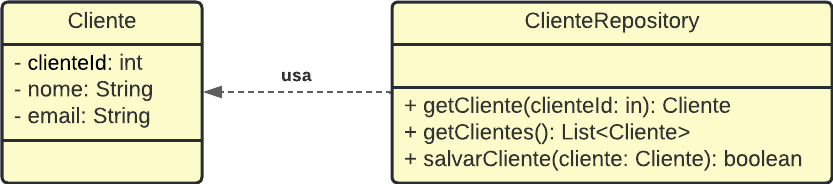 Cliente
- clienteId: int
- nome: String
- email: String
usa
ClienteRepository
+ getCliente(clienteId: in): Cliente
+ getClientes(): List<Cliente>
+ salvarCliente(cliente: Cliente): boolean